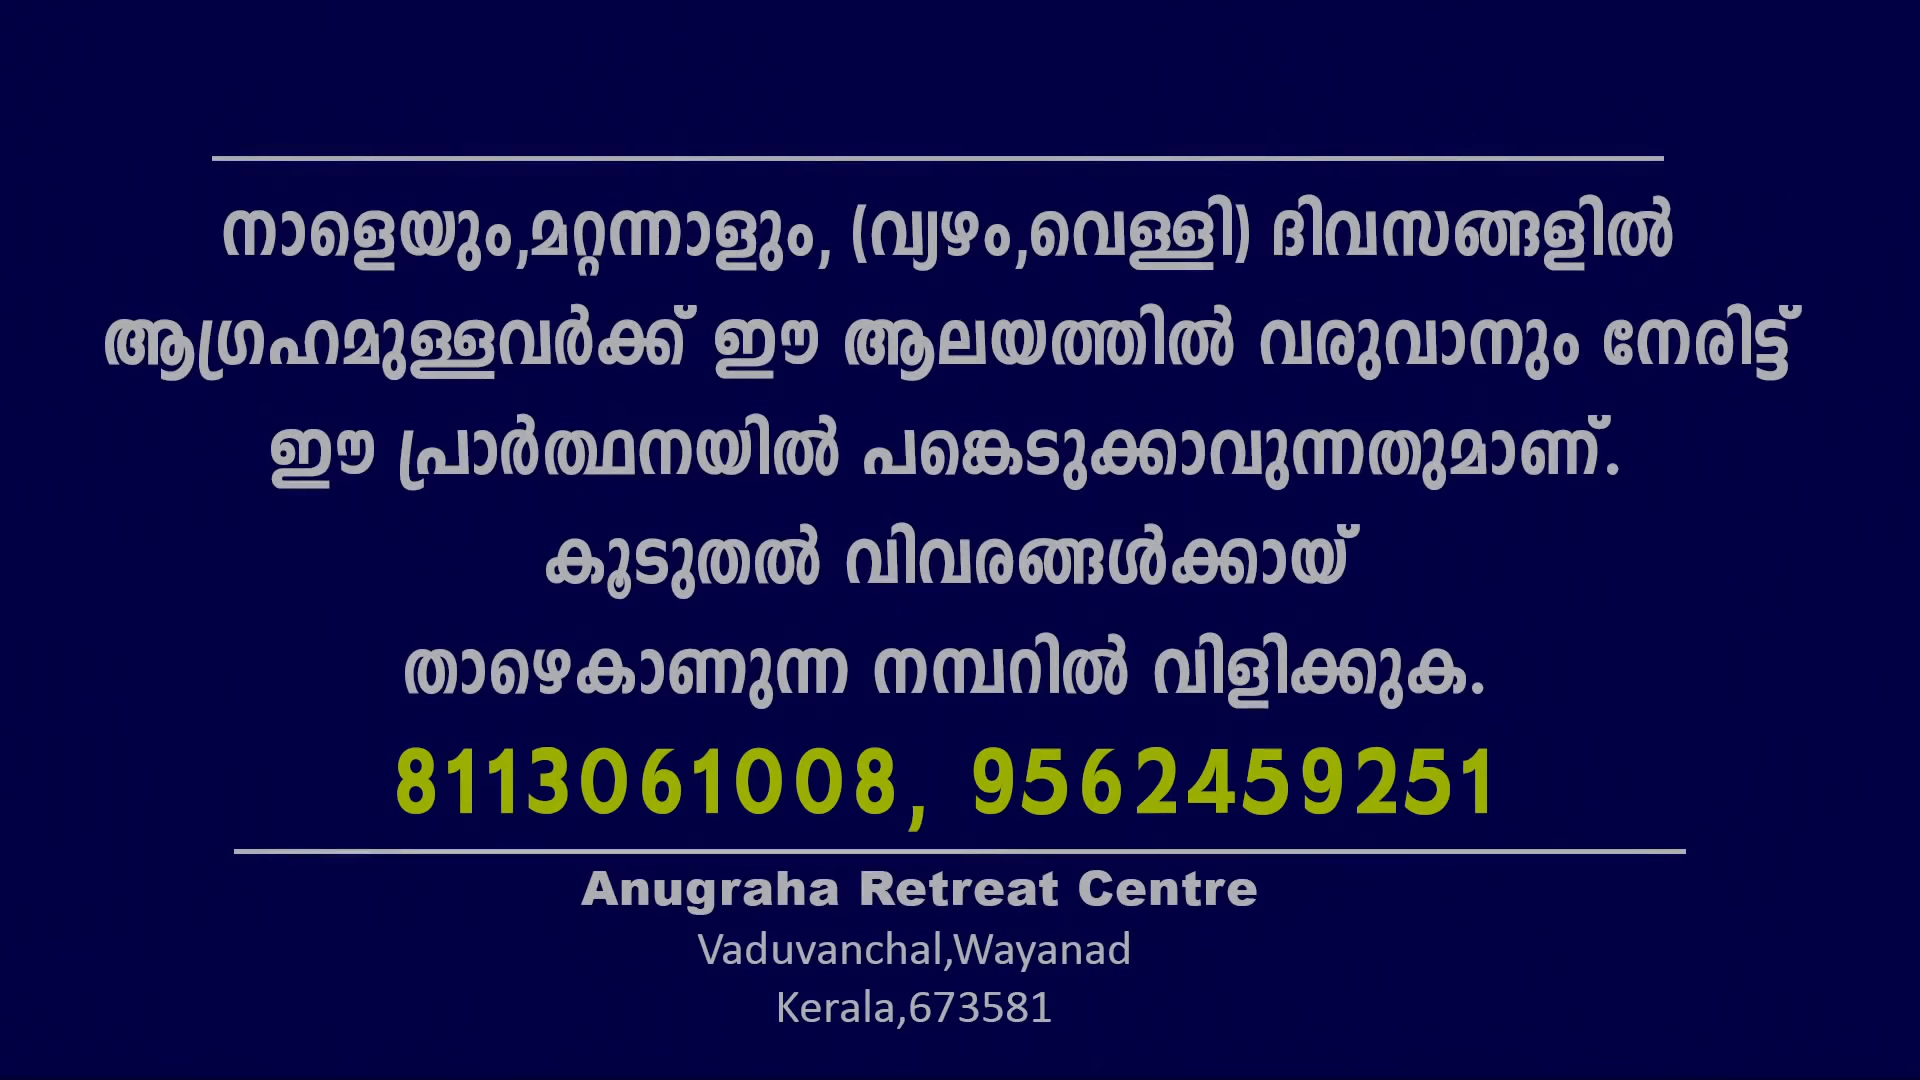 നാളെയും,മറ്റന്നാളും, (വ്യഴം,വെള്ളി) ദിവസങ്ങളിൽ
ആഗ്രഹമുള്ളവർക്ക് ഈ ആലയത്തിൽ വരുവാനും നേരിട്ട്
ഈ പ്രാർത്ഥനയിൽ പങ്കെടുക്കാവുന്നതുമാണ്.
കൂടുതൽ വിവരങ്ങൾക്കായ്
താഴെകാണുന്ന നമ്പറിൽ വിളിക്കുക.
8113061008, 9562459251
Anugraha Retreat Centre
Vaduvanchal,Wayanad
Kerala,673581